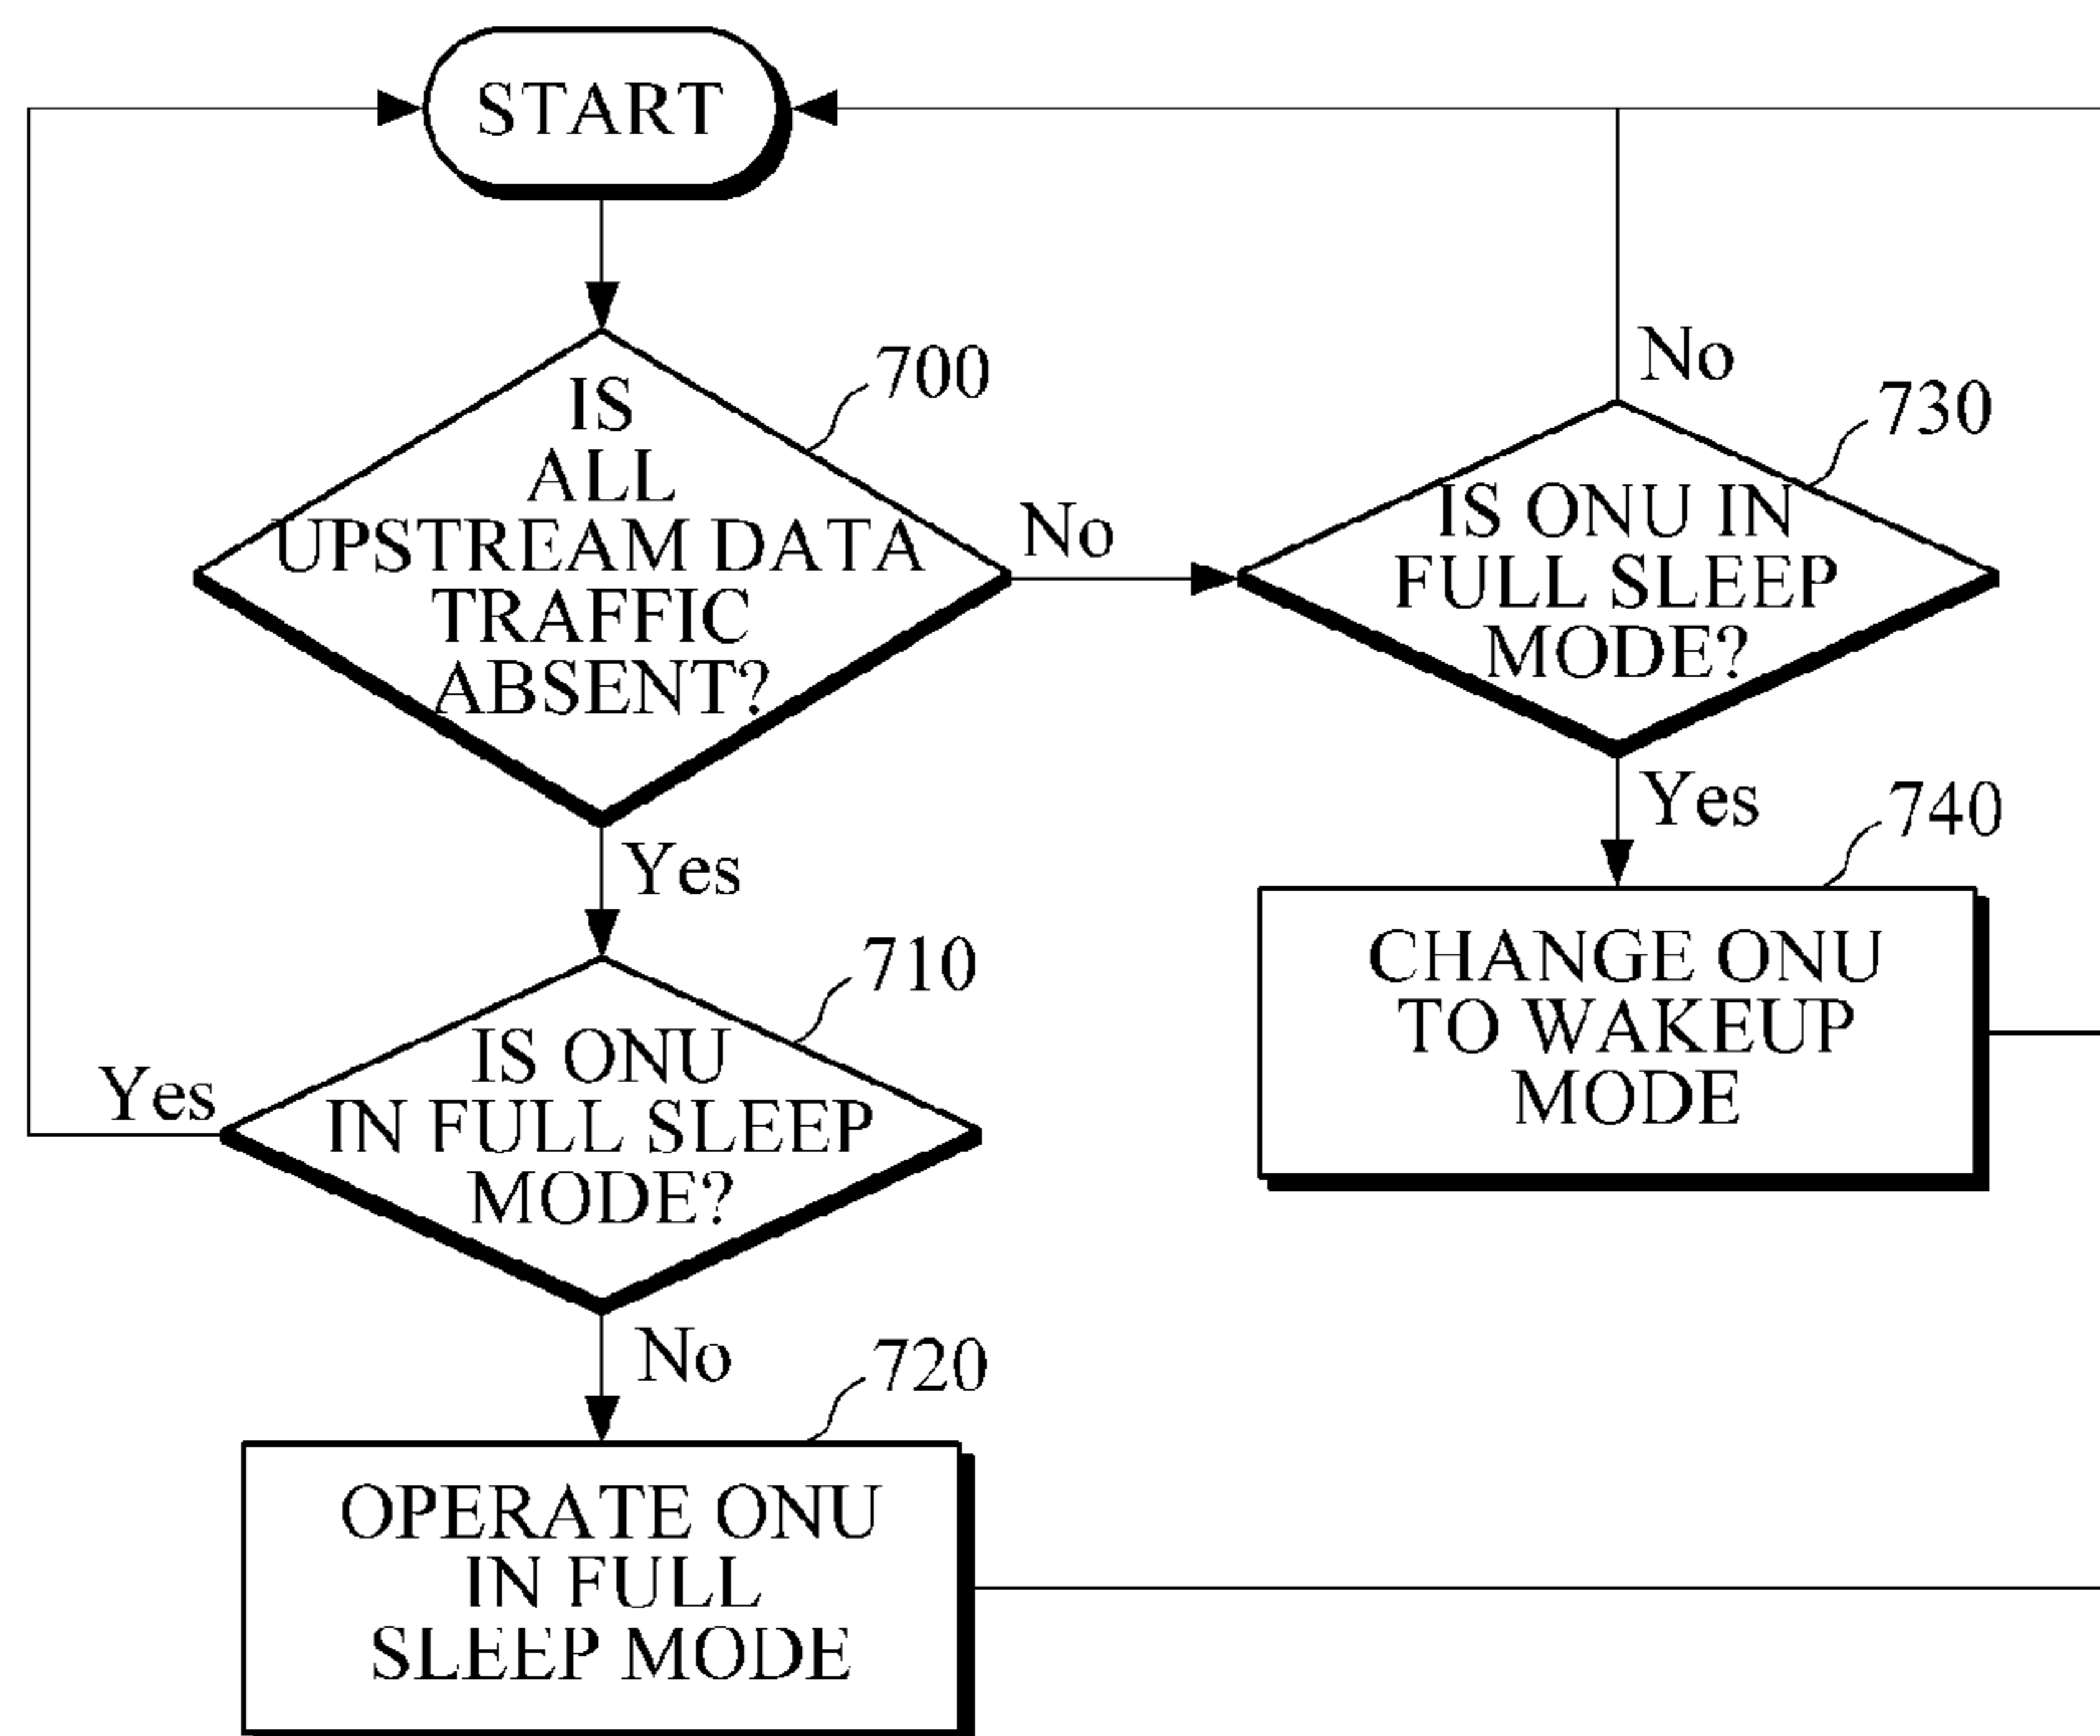 START
700
IS
ALL
UPSTREAM DATA
TRAFFIC
ABSENT?
No
Yes
730
No
IS ONU IN
FULL SLEEP
MODE?
Yes
740
CHANGE ONU
TO WAKEUP
MODE
710
IS ONU
IN FULL SLEEP
MODE?
Yes
No
720
OPERATE ONU
IN FULL
SLEEP MODE